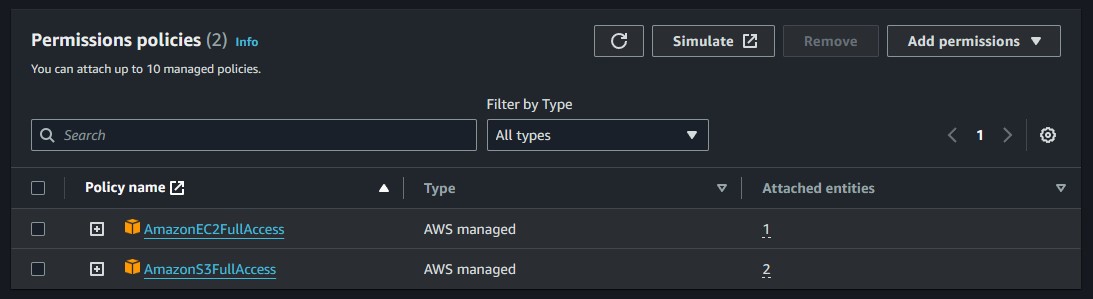 Permissions policies (2) Info
Simulate Remove Add permissions
You can attach up to 10 managed policies.
Filter by Type
Search All types 1
Policy name Type Attached entities
AmazonEC2FullAccess AWS managed 1
AmazonS3FullAccess AWS managed 2